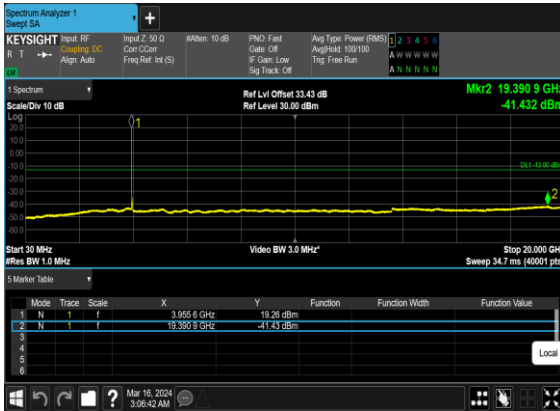 Spectrum Analyzer 1
Swept SA
+
KEYSIGHT Input: RF Input Z: 50 Ω #Atten: 10 dB PNO: Fast Avg Type: Power (RMS) 1 2 3 4 5 6
R T Coupling: DC Corr CCorr Gate: Off Avg|Hold: 100/100 A W W W W W
Align: Auto Freq Ref: Int (S) IF Gain: Low Trig: Free Run
Sig Track: Off A N N N N N
1 Spectrum Ref Lvl Offset 33.43 dB Mkr2 19.390 9 GHz
Scale/Div 10 dB Ref Level 30.00 dBm -41.432 dBm
Log
20.0
10.0
0.00
-10.0
-20.0
-30.0
-40.0
-50.0
-60.0
1
DL1 -13.00 dBm
2
Start 30 MHz Video BW 3.0 MHz* Stop 20.000 GHz
#Res BW 1.0 MHz Sweep 34.7 ms (40001 pts)
5 Marker Table
Mode Trace Scale X Y Function Function Width Function Value
1 N 1 f 3.955 6 GHz 19.26 dBm
2 N 1 f 19.390 9 GHz -41.43 dBm
3
4
5
6
Local
?
Mar 16, 2024
3:06:42 AM